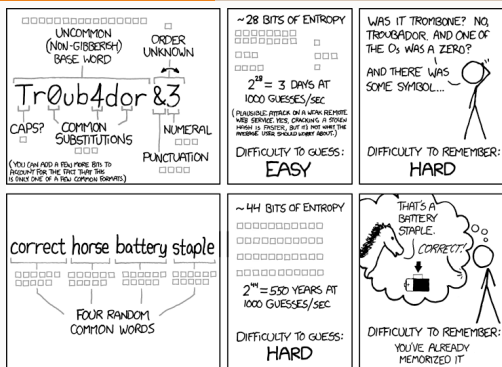 UNCOMMON
(NON-GIBBERISH)
BASE WORD
ORDER
UNKNOWN
Tr0ub4dor &3
CAPS?
COMMON
SUBSTITUTIONS
NUMERAL
PUNCTUATION
(YOU CAN ADD A FEW MORE BITS TO
ACCOUNT FOR THE FACT THAT THIS
IS ONLY ONE OF A FEW COMMON FORMATS.)
~28 BITS OF ENTROPY
2^28 = 3 DAYS AT
1000 GUESSES/SEC
(PLAUSIBLE ATTACK ON A WEAK REMOTE
WEB SERVICE. YES, CRACKING A STOLEN
HASH IS FASTER, BUT IT'S NOT WHAT THE
AVERAGE USER SHOULD WORRY ABOUT.)
DIFFICULTY TO GUESS:
EASY
WAS IT TROMBONE? NO,
TROUBADOR. AND ONE OF
THE Os WAS A ZERO?
AND THERE WAS
SOME SYMBOL...
DIFFICULTY TO REMEMBER:
HARD
correct horse battery staple
FOUR RANDOM
COMMON WORDS
~44 BITS OF ENTROPY
2^44 = 550 YEARS AT
1000 GUESSES/SEC
DIFFICULTY TO GUESS:
HARD
THAT'S A
BATTERY
STAPLE.
CORRECT!
DIFFICULTY TO REMEMBER:
YOU'VE ALREADY
MEMORIZED IT